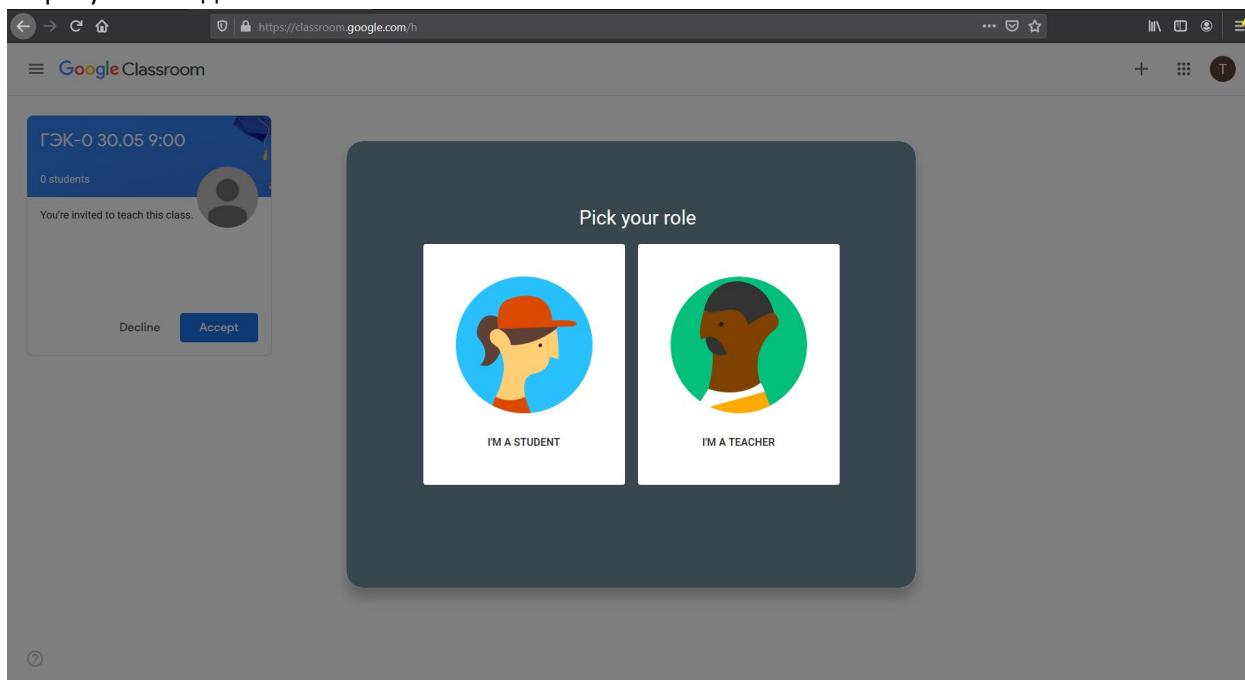 https://classroom.google.com/h
Google Classroom
T
ГЭК-0 30.05 9:00
0 students
You're invited to teach this class.
Decline
Accept
Pick your role
I'M A STUDENT
I'M A TEACHER